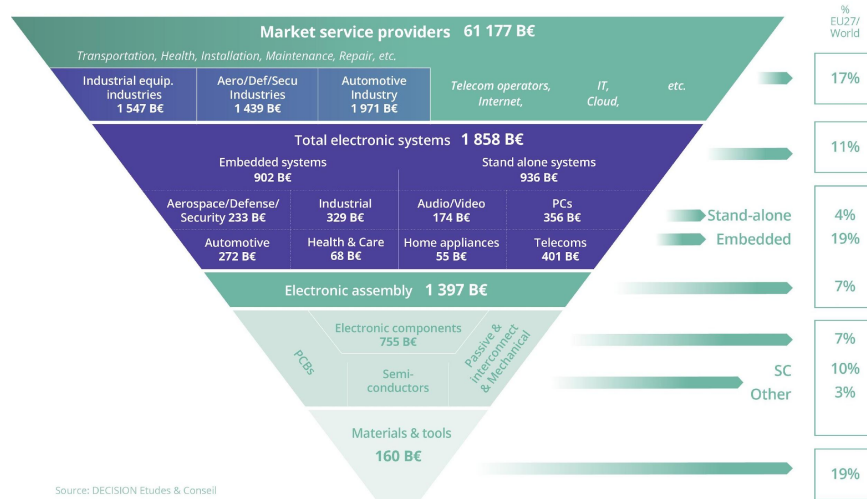 %
EU27/
World
Market service providers 61 177 B€
Transportation, Health, Installation, Maintenance, Repair, etc.
17%
Industrial equip.
industries
1 547 B€
Aero/Def/Secu
Industries
1 439 B€
Automotive
Industry
1 971 B€
Telecom operators,
Internet,
IT,
Cloud,
etc.
Total electronic systems 1 858 B€
11%
Embedded systems
902 B€
Stand alone systems
936 B€
Aerospace/Defense/
Security 233 B€
Industrial
329 B€
Audio/Video
174 B€
PCs
356 B€
Stand-alone
4%
Automotive
272 B€
Health & Care
68 B€
Home appliances
55 B€
Telecoms
401 B€
Embedded
19%
Electronic assembly 1 397 B€
7%
PCBs
Electronic components
755 B€
Passive &
interconnect
& Mechanical
7%
Semi-
conductors
SC
10%
Other
3%
Materials & tools
160 B€
19%
Source: DECISION Etudes & Conseil